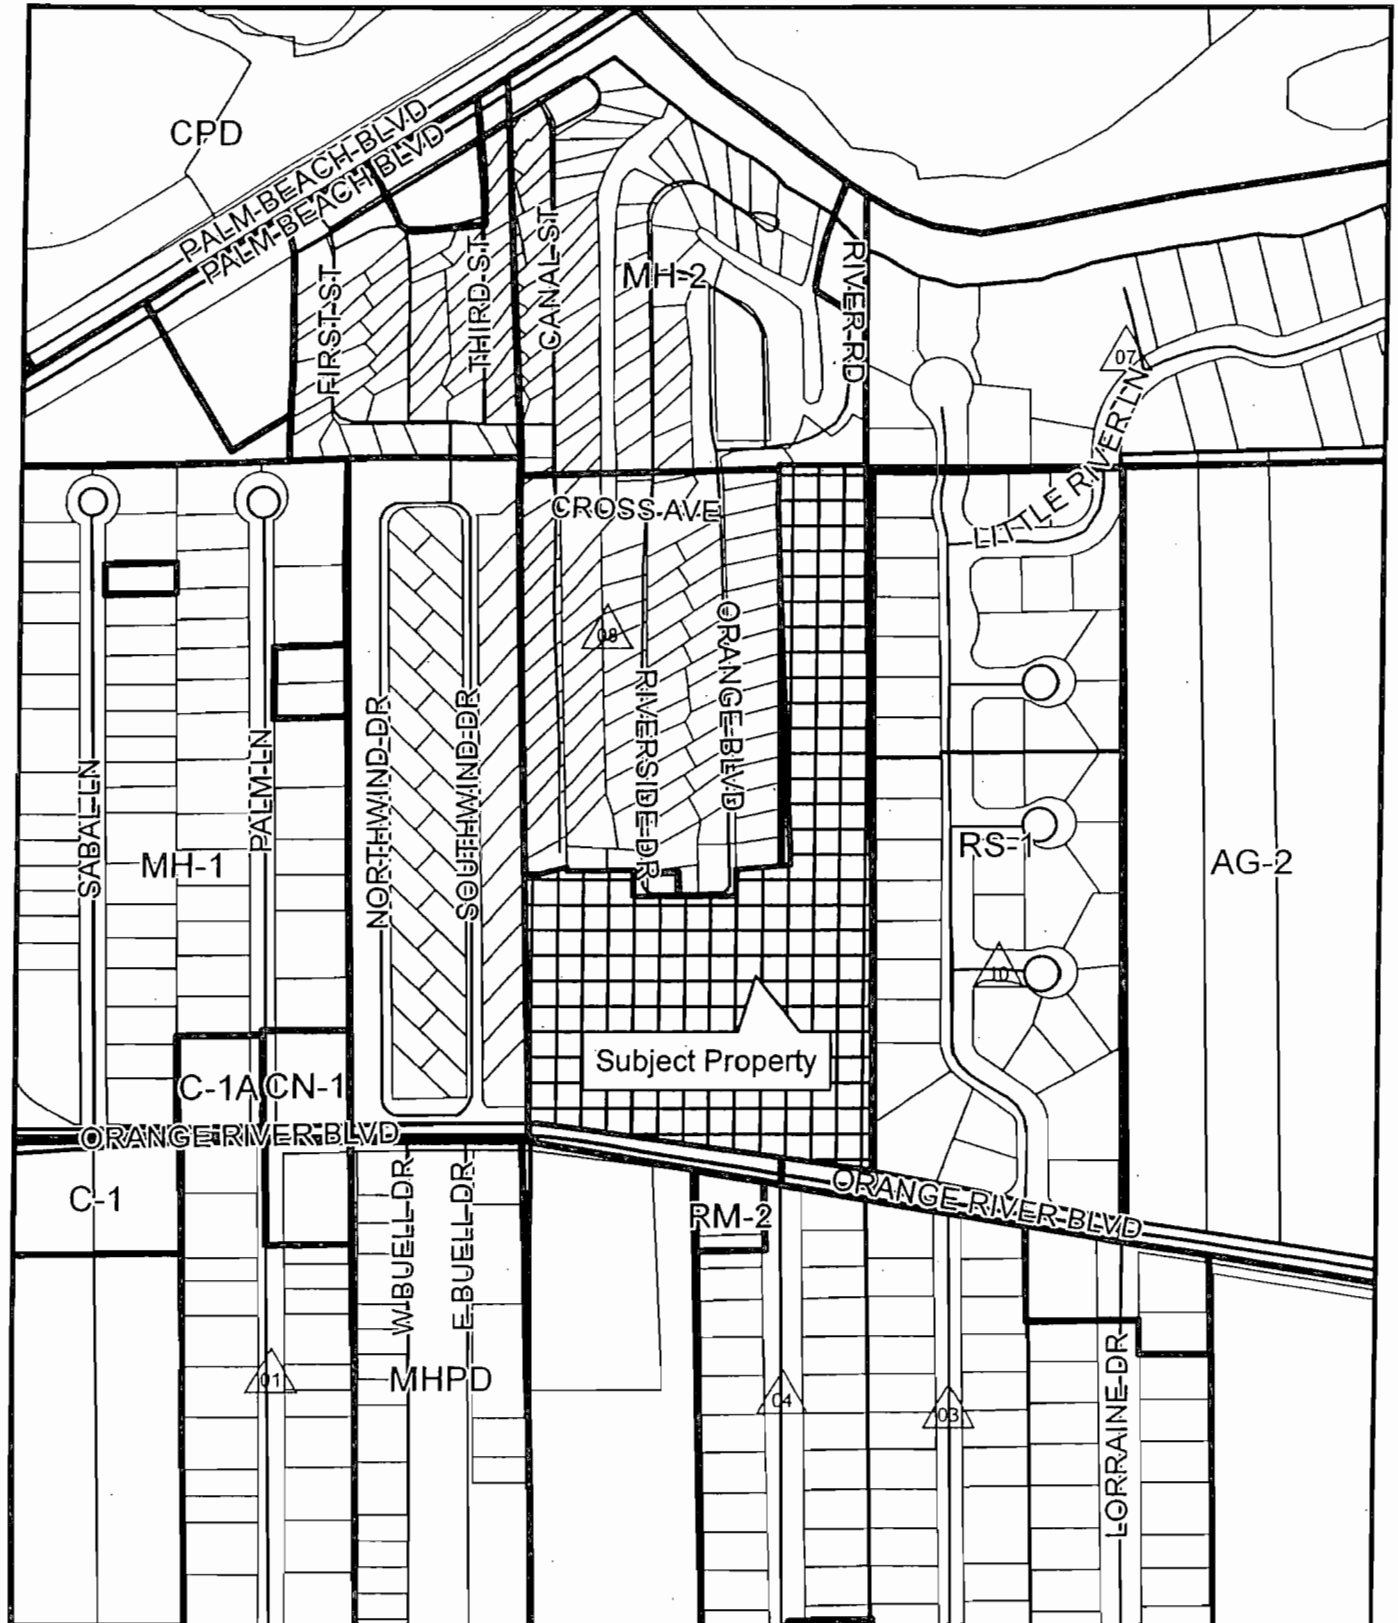 CPD
PALM BEACH BLVD
PALM BEACH BLVD
FIRST ST
THIRD ST
CANAL ST
MH-2
RIVER RD
07
LITTLE RIVER LN
CROSS AVE
08
ORANGE BLVD
RIVERSIDE DR
NORTHWIND DR
SOUTHWIND DR
SABAL LN
PALM LN
MH-1
RS-1
AG-2
10
Subject Property
C-1A
CN-1
ORANGE RIVER BLVD
C-1
W BUELL DR
E BUELL DR
RM-2
ORANGE RIVER BLVD
MHPD
01
04
03
LORRAINE DR